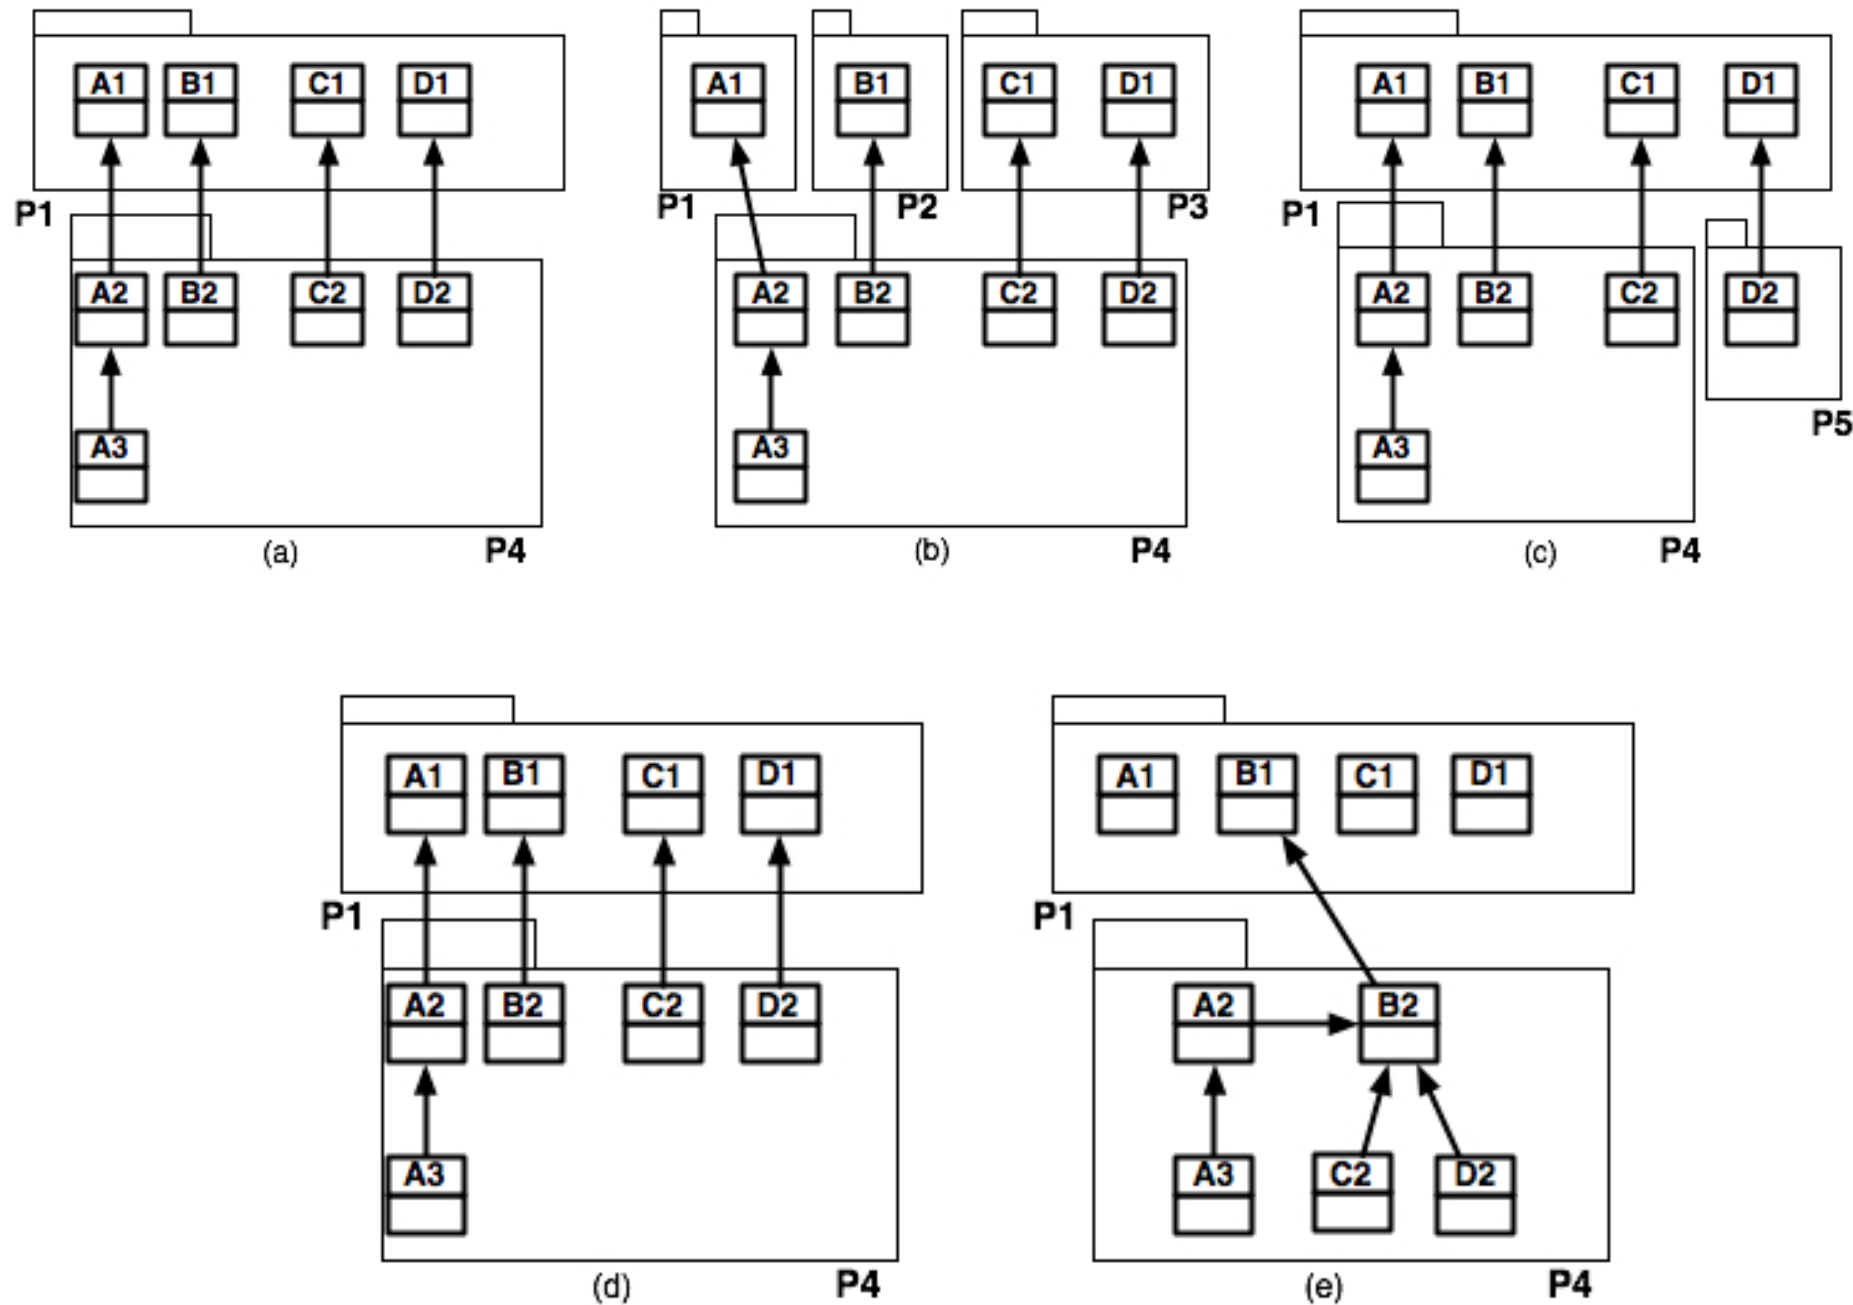 A1 B1 C1 D1
P1
A2 B2 C2 D2
A3
(a) P4
A1 B1 C1 D1
P1 P2 P3
A2 B2 C2 D2
A3
(b) P4
A1 B1 C1 D1
P1
A2 B2 C2 D2
P5
A3
(c) P4
A1 B1 C1 D1
P1
A2 B2 C2 D2
A3
(d) P4
A1 B1 C1 D1
P1
A2 B2
A3 C2 D2
(e) P4